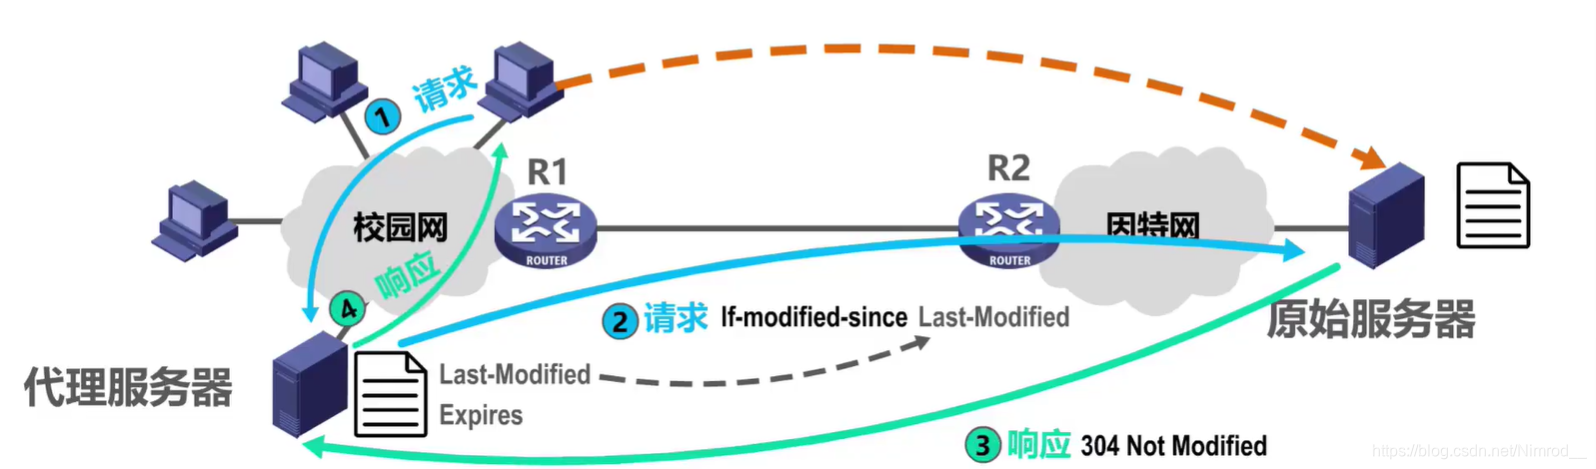 1 请求
R1
R2
校园网
ROUTER
ROUTER
因特网
4 响应
2 请求 If-modified-since Last-Modified
原始服务器
代理服务器
Last-Modified
Expires
3 响应 304 Not Modified
https://blog.csdn.net/Nimrod__